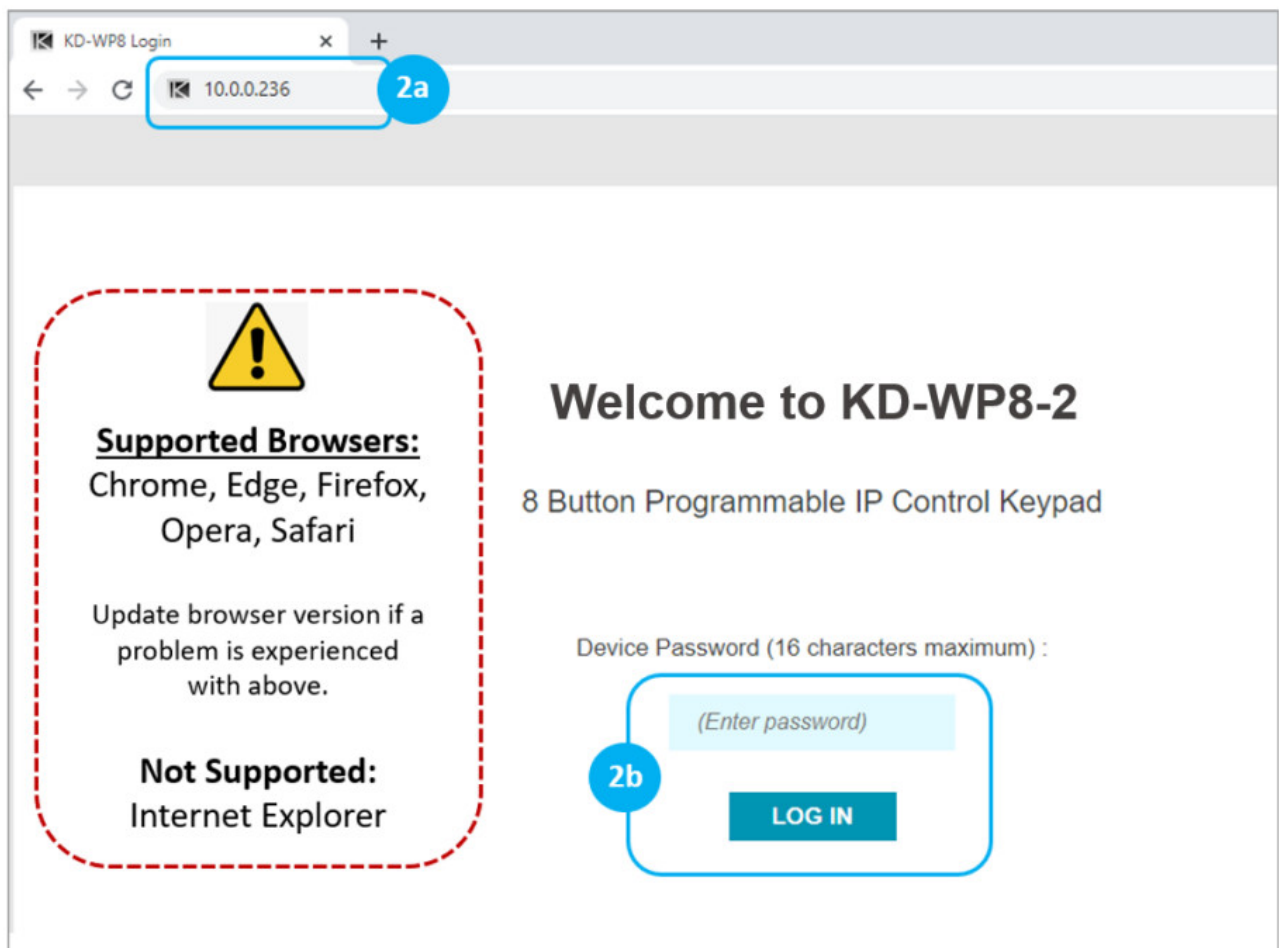 KD-WP8 Login
10.0.0.236
2a
Supported Browsers:
Chrome, Edge, Firefox,
Opera, Safari
Update browser version if a
problem is experienced
with above.
Not Supported:
Internet Explorer
Welcome to KD-WP8-2
8 Button Programmable IP Control Keypad
Device Password (16 characters maximum) :
(Enter password)
2b
LOG IN